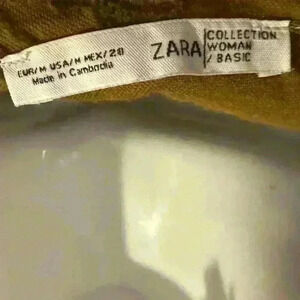 EUR/M USA/M MEX/28
Made in Cambodia
ZARA
COLLECTION
WOMAN
/ BASIC